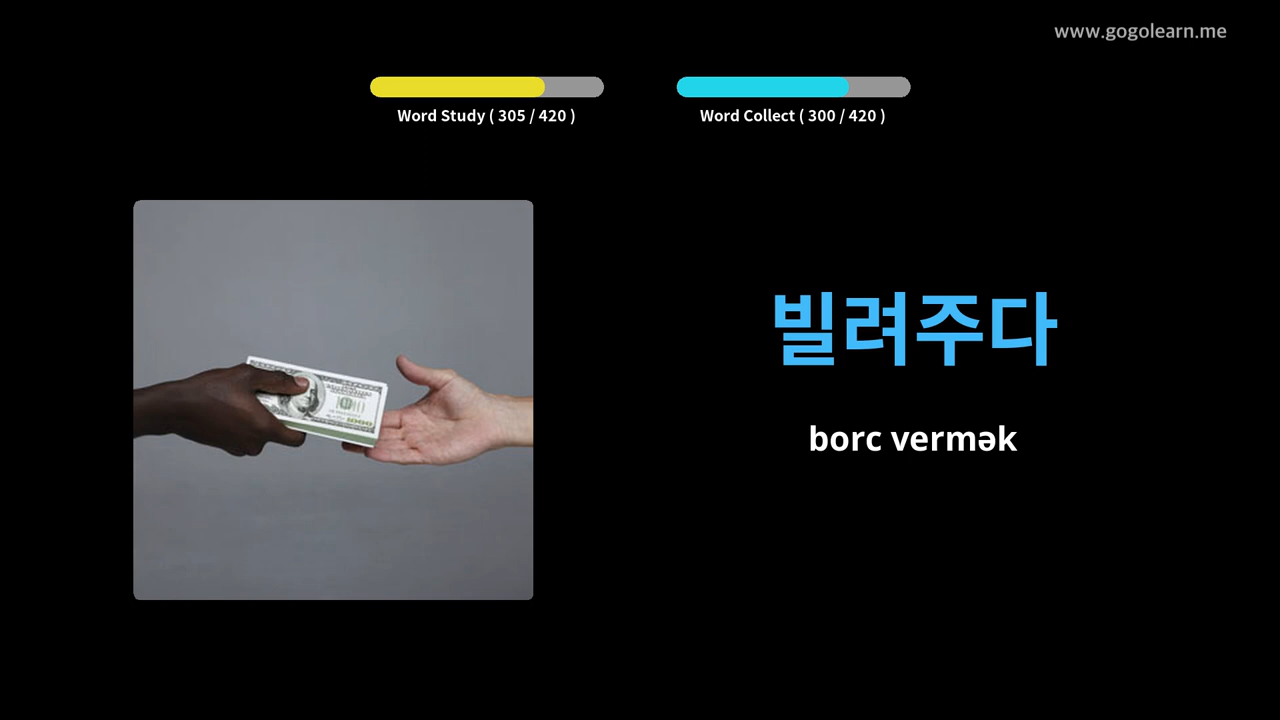 www.gogolearn.me
Word Study ( 305 / 420 )
Word Collect ( 300 / 420 )
빌려주다
borc vermək